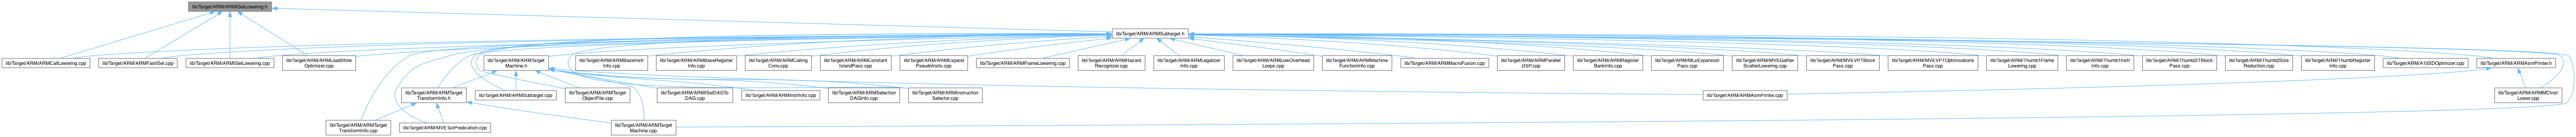 lib/Target/ARM/ARMISelLowering.h
lib/Target/ARM/ARMSubtarget.h
lib/Target/ARM/ARMCallLowering.cpp
lib/Target/ARM/ARMFastISel.cpp
lib/Target/ARM/ARMISelLowering.cpp
lib/Target/ARM/ARMLoadStore
Optimizer.cpp
lib/Target/ARM/ARMTarget
Machine.h
lib/Target/ARM/ARMBaseInstr
Info.cpp
lib/Target/ARM/ARMBaseRegister
Info.cpp
lib/Target/ARM/ARMCalling
Conv.cpp
lib/Target/ARM/ARMConstant
IslandPass.cpp
lib/Target/ARM/ARMExpand
PseudoInsts.cpp
lib/Target/ARM/ARMFrameLowering.cpp
lib/Target/ARM/ARMHazard
Recognizer.cpp
lib/Target/ARM/ARMLegalizer
Info.cpp
lib/Target/ARM/ARMLowOverhead
Loops.cpp
lib/Target/ARM/ARMMachine
FunctionInfo.cpp
lib/Target/ARM/ARMMacroFusion.cpp
lib/Target/ARM/ARMParallel
DSP.cpp
lib/Target/ARM/ARMRegister
BankInfo.cpp
lib/Target/ARM/MLxExpansion
Pass.cpp
lib/Target/ARM/MVEGather
ScatterLowering.cpp
lib/Target/ARM/MVEVPTBlock
Pass.cpp
lib/Target/ARM/MVEVPTOptimisations
Pass.cpp
lib/Target/ARM/Thumb1Frame
Lowering.cpp
lib/Target/ARM/Thumb1Instr
Info.cpp
lib/Target/ARM/Thumb2ITBlock
Pass.cpp
lib/Target/ARM/Thumb2Size
Reduction.cpp
lib/Target/ARM/ThumbRegister
Info.cpp
lib/Target/ARM/A15SDOptimizer.cpp
lib/Target/ARM/ARMAsmPrinter.h
lib/Target/ARM/ARMTarget
TransformInfo.h
lib/Target/ARM/ARMSubtarget.cpp
lib/Target/ARM/ARMTarget
ObjectFile.cpp
lib/Target/ARM/ARMISelDAGTo
DAG.cpp
lib/Target/ARM/ARMInstrInfo.cpp
lib/Target/ARM/ARMSelection
DAGInfo.cpp
lib/Target/ARM/ARMInstruction
Selector.cpp
lib/Target/ARM/ARMAsmPrinter.cpp
lib/Target/ARM/ARMMCInst
Lower.cpp
lib/Target/ARM/ARMTarget
TransformInfo.cpp
lib/Target/ARM/MVETailPredication.cpp
lib/Target/ARM/ARMTarget
Machine.cpp